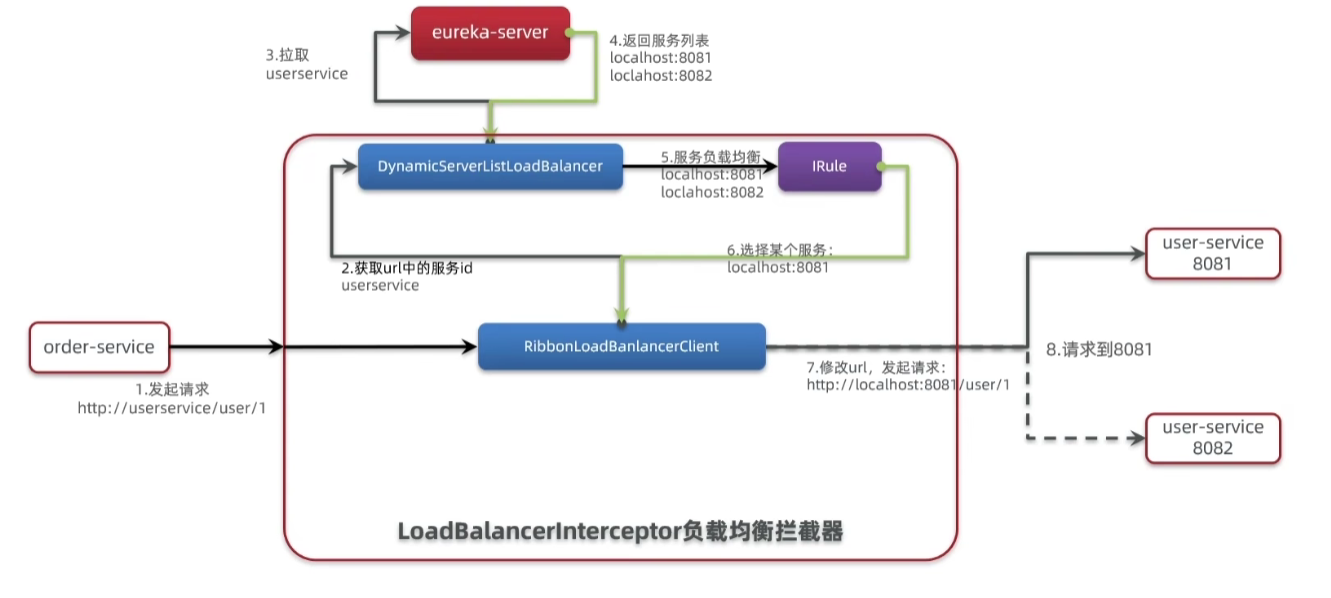 eureka-server
3.拉取
userservice
4.返回服务列表
localhost:8081
loclahost:8082
DynamicServerListLoadBalancer
5.服务负载均衡
localhost:8081
loclahost:8082
IRule
2.获取url中的服务id
userservice
6.选择某个服务：
localhost:8081
user-service
8081
order-service
1.发起请求
http://userservice/user/1
RibbonLoadBanlancerClient
7.修改url，发起请求：
http://localhost:8081/user/1
8.请求到8081
user-service
8082
LoadBalancerInterceptor负载均衡拦截器